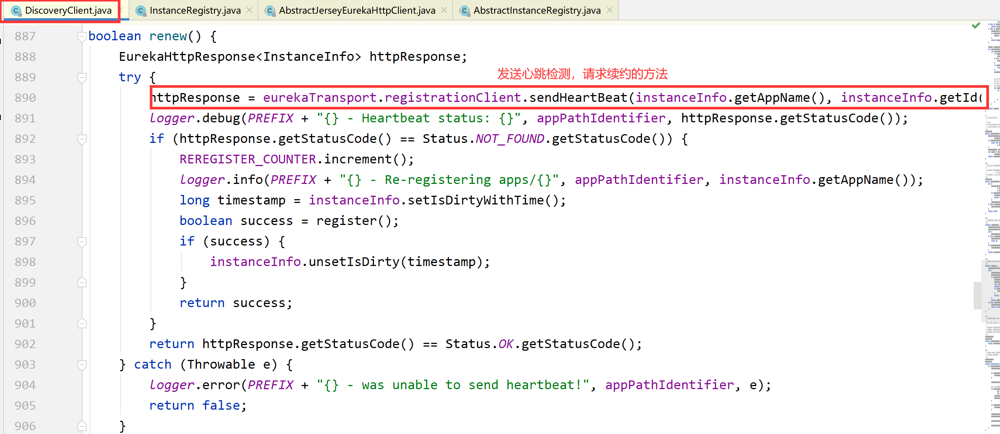 DiscoveryClient.java InstanceRegistry.java AbstractJerseyEurekaHttpClient.java AbstractInstanceRegistry.java
887 boolean renew() {
888 EurekaHttpResponse<InstanceInfo> httpResponse;
发送心跳检测，请求续约的方法
889 try {
890 httpResponse = eurekaTransport.registrationClient.sendHeartBeat(instanceInfo.getAppName(), instanceInfo.getId(
891 logger.debug(PREFIX + "{} - Heartbeat status: {}", appPathIdentifier, httpResponse.getStatusCode());
892 if (httpResponse.getStatusCode() == Status.NOT_FOUND.getStatusCode()) {
893 REREGISTER_COUNTER.increment();
894 logger.info(PREFIX + "{} - Re-registering apps/{}", appPathIdentifier, instanceInfo.getAppName());
895 long timestamp = instanceInfo.setIsDirtyWithTime();
896 boolean success = register();
897 if (success) {
898 instanceInfo.unsetIsDirty(timestamp);
899 }
900 return success;
901 }
902 return httpResponse.getStatusCode() == Status.OK.getStatusCode();
903 } catch (Throwable e) {
904 logger.error(PREFIX + "{} - was unable to send heartbeat!", appPathIdentifier, e);
905 return false;
906 }